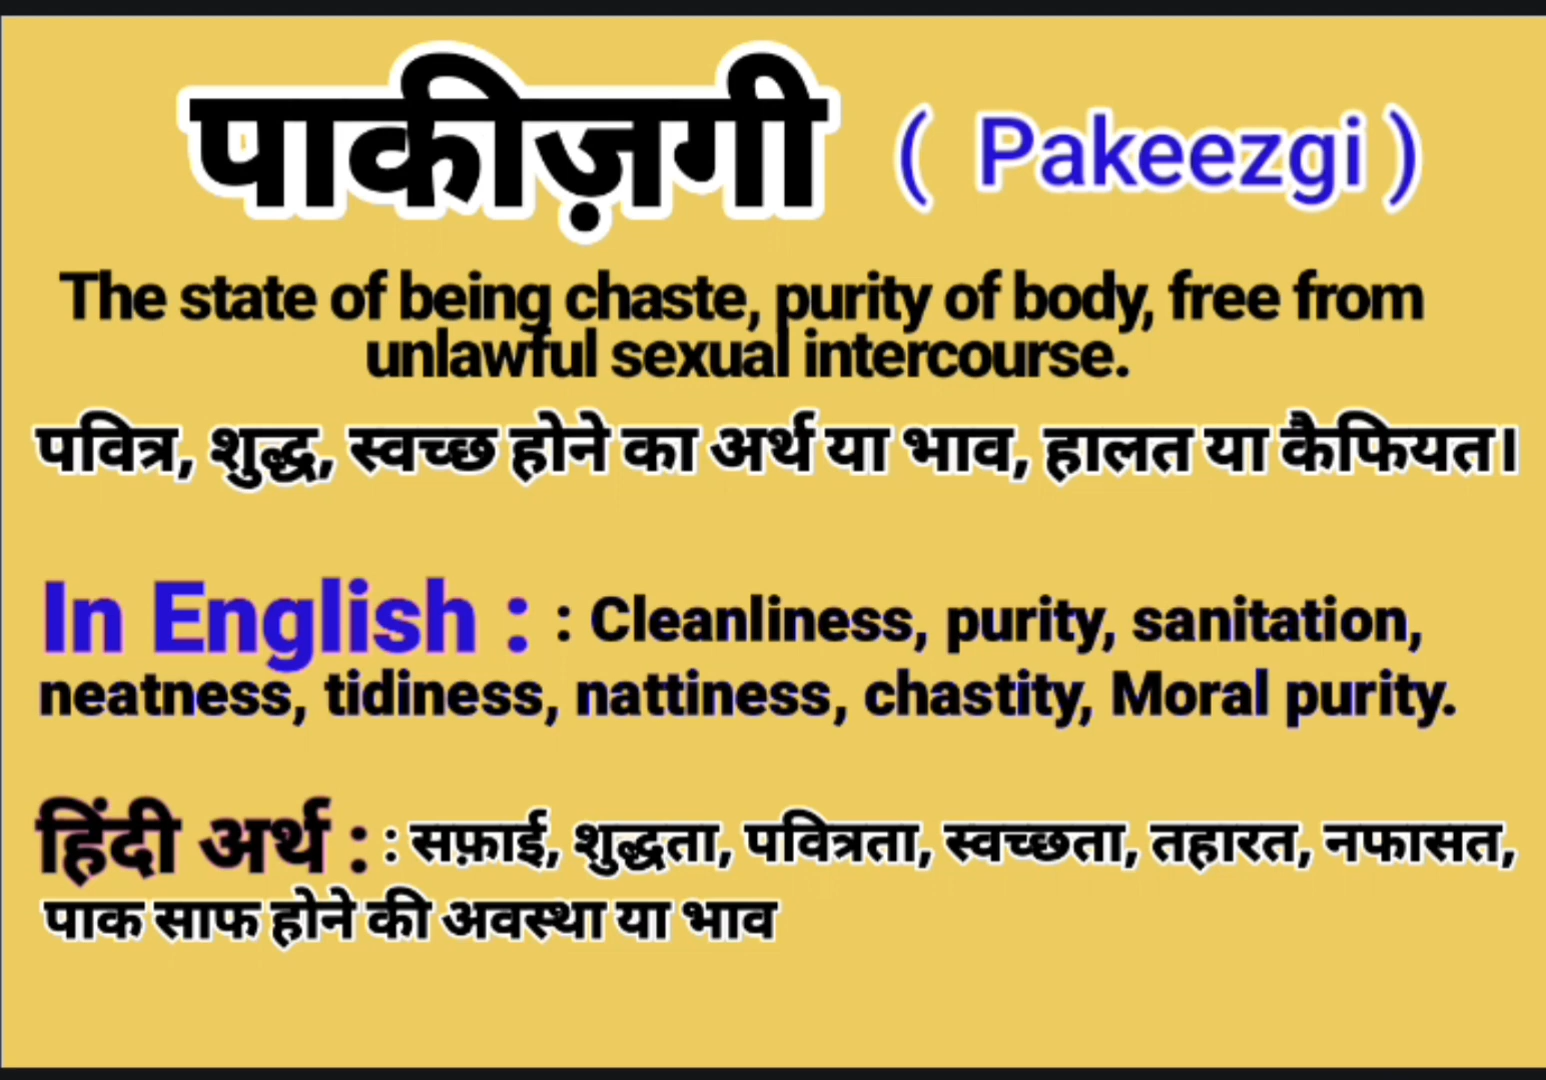 पाकीज़गी ( Pakeezgi )
The state of being chaste, purity of body, free from
unlawful sexual intercourse.
पवित्र, शुद्ध, स्वच्छ होने का अर्थ या भाव, हालत या कैफियत।
In English : : Cleanliness, purity, sanitation,
neatness, tidiness, nattiness, chastity, Moral purity.
हिंदी अर्थ : : सफ़ाई, शुद्धता, पवित्रता, स्वच्छता, तहारत, नफासत,
पाक साफ होने की अवस्था या भाव